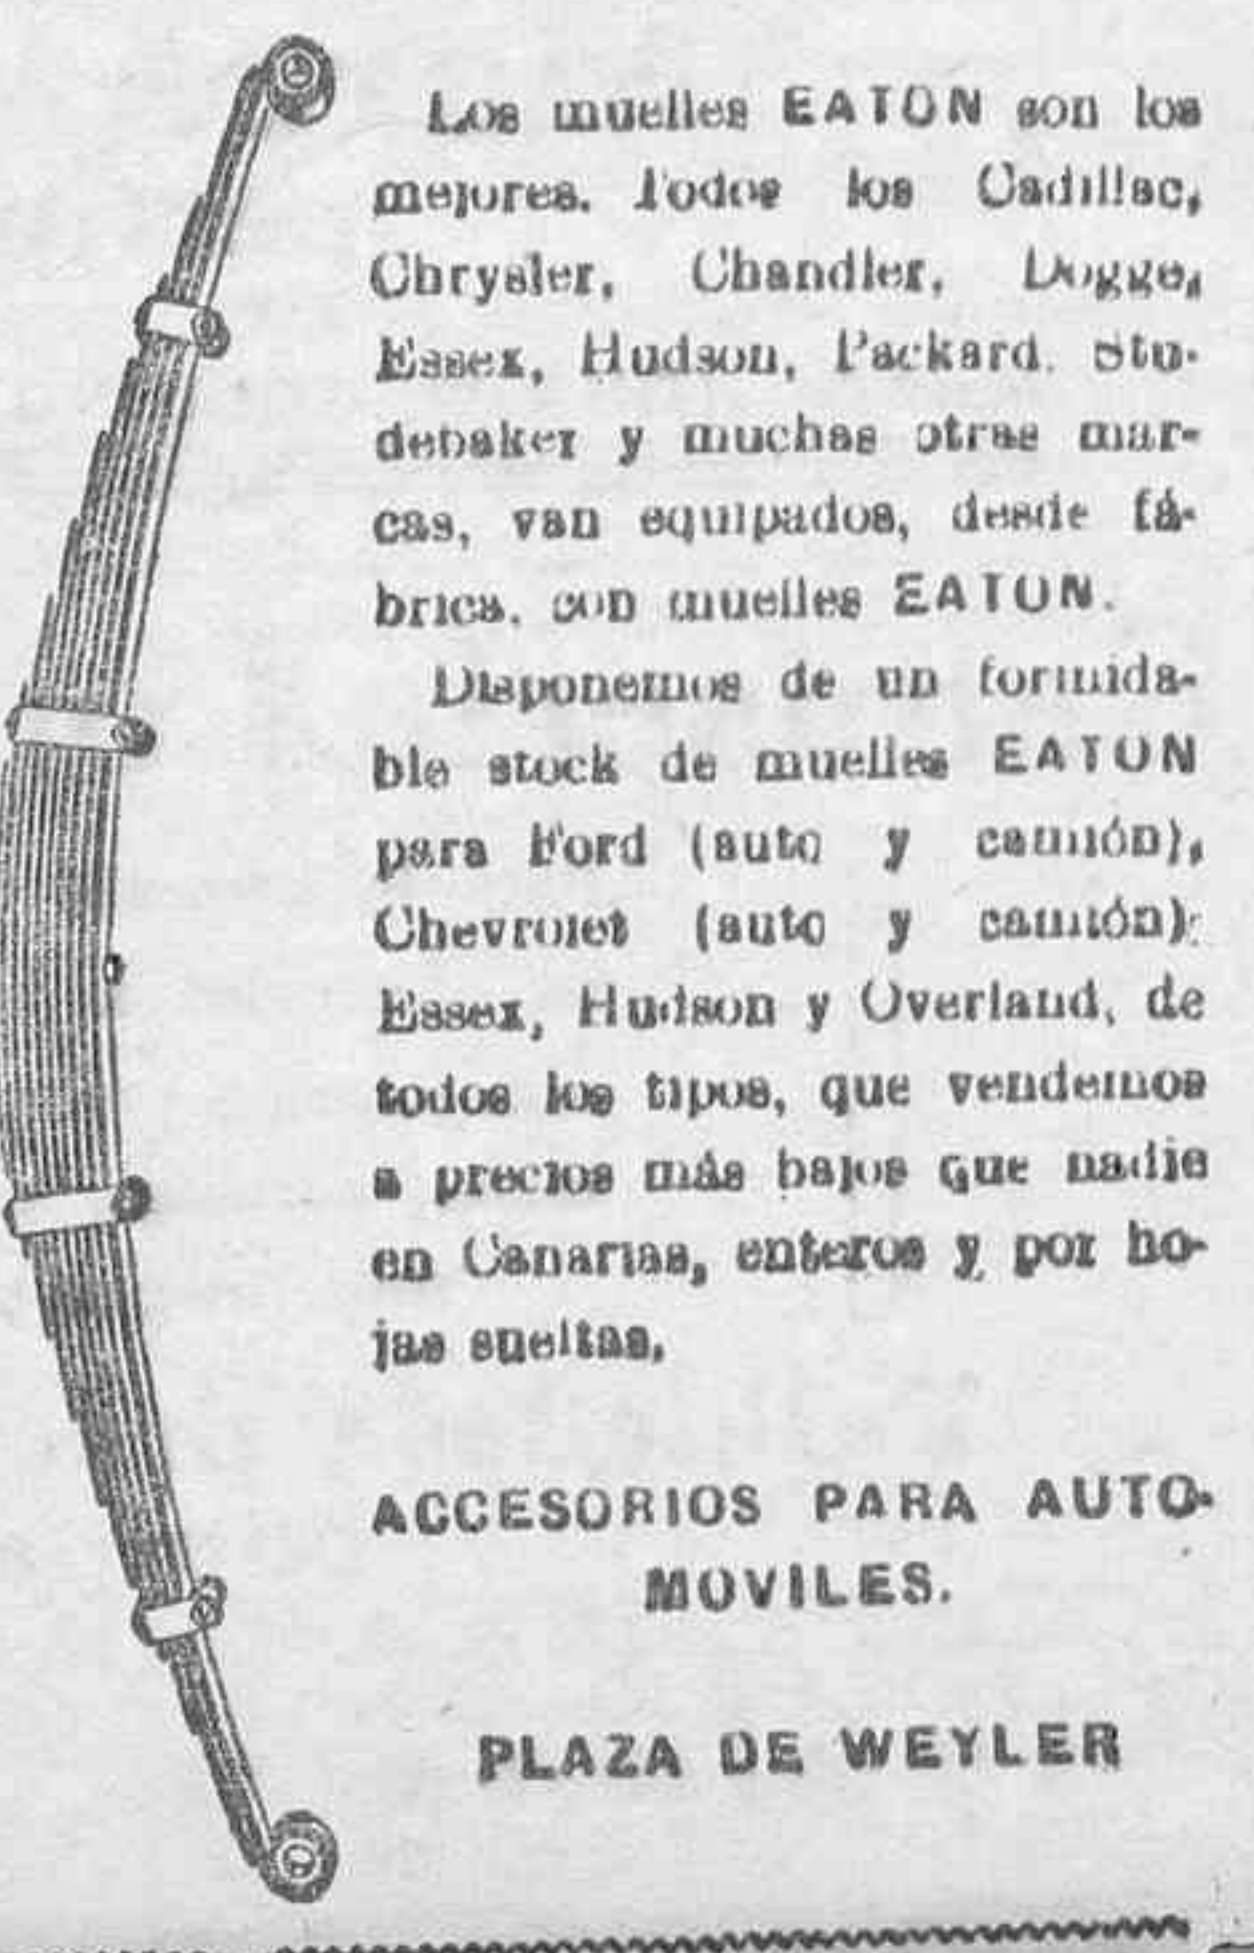 Los muelles EATON son los
mejores. Todos los Cadillac,
Chrysler, Chandler, Dogge,
Essex, Hudson, Packard. Stu-
debaker y muchas otras mar-
cas, van equipados, desde fá-
brica. con muelles EATON.
Disponemos de un formida-
ble stock de muelles EATON
para Ford (auto y camión),
Chevrolet (auto y camión);
Essex, Hudson y Overland, de
todos los tipos, que vendemos
a precios más bajos que nadie
en Canarias, enteros y por ho-
jas sueltas.
ACCESORIOS PARA AUTO-
MOVILES.
PLAZA DE WEYLER